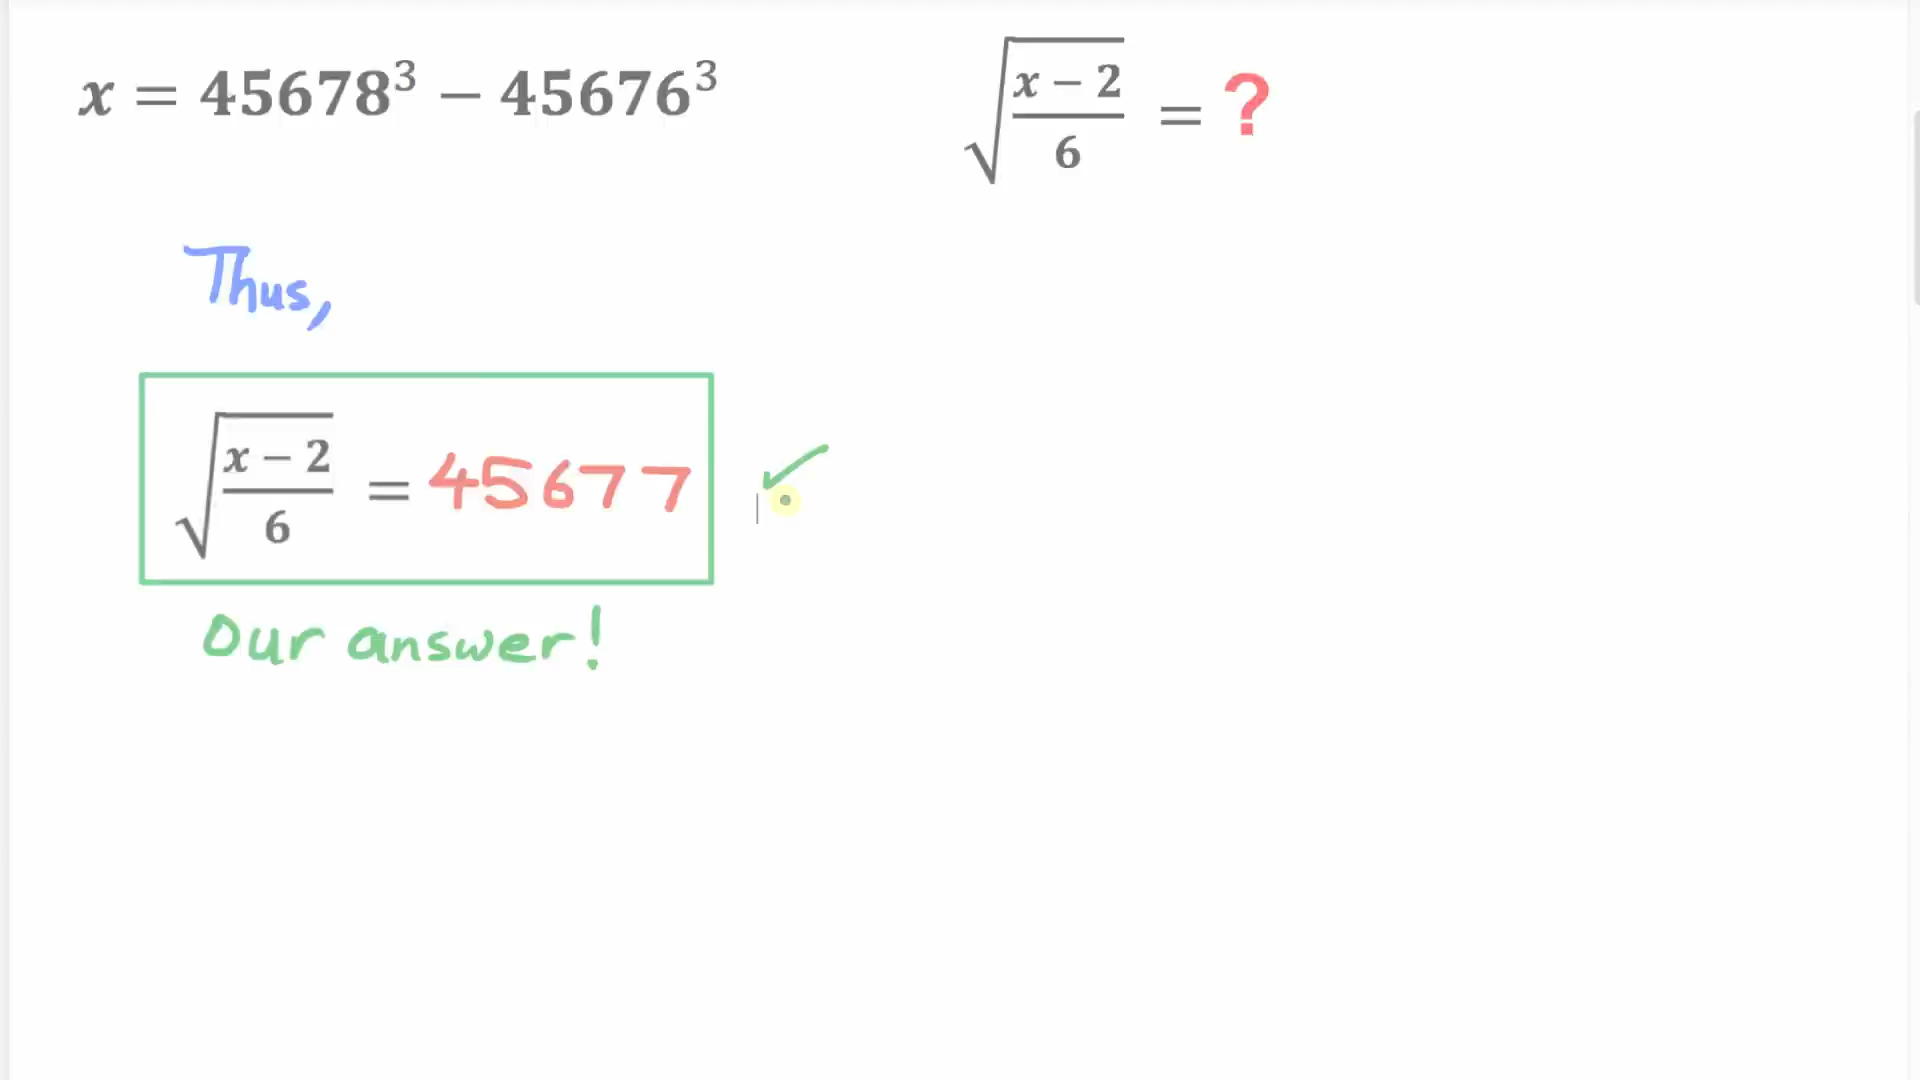 x = 45678³ − 45676³
√((x − 2)/6) = ?
Thus,
√((x − 2)/6) = 45677 ✓
Our answer!